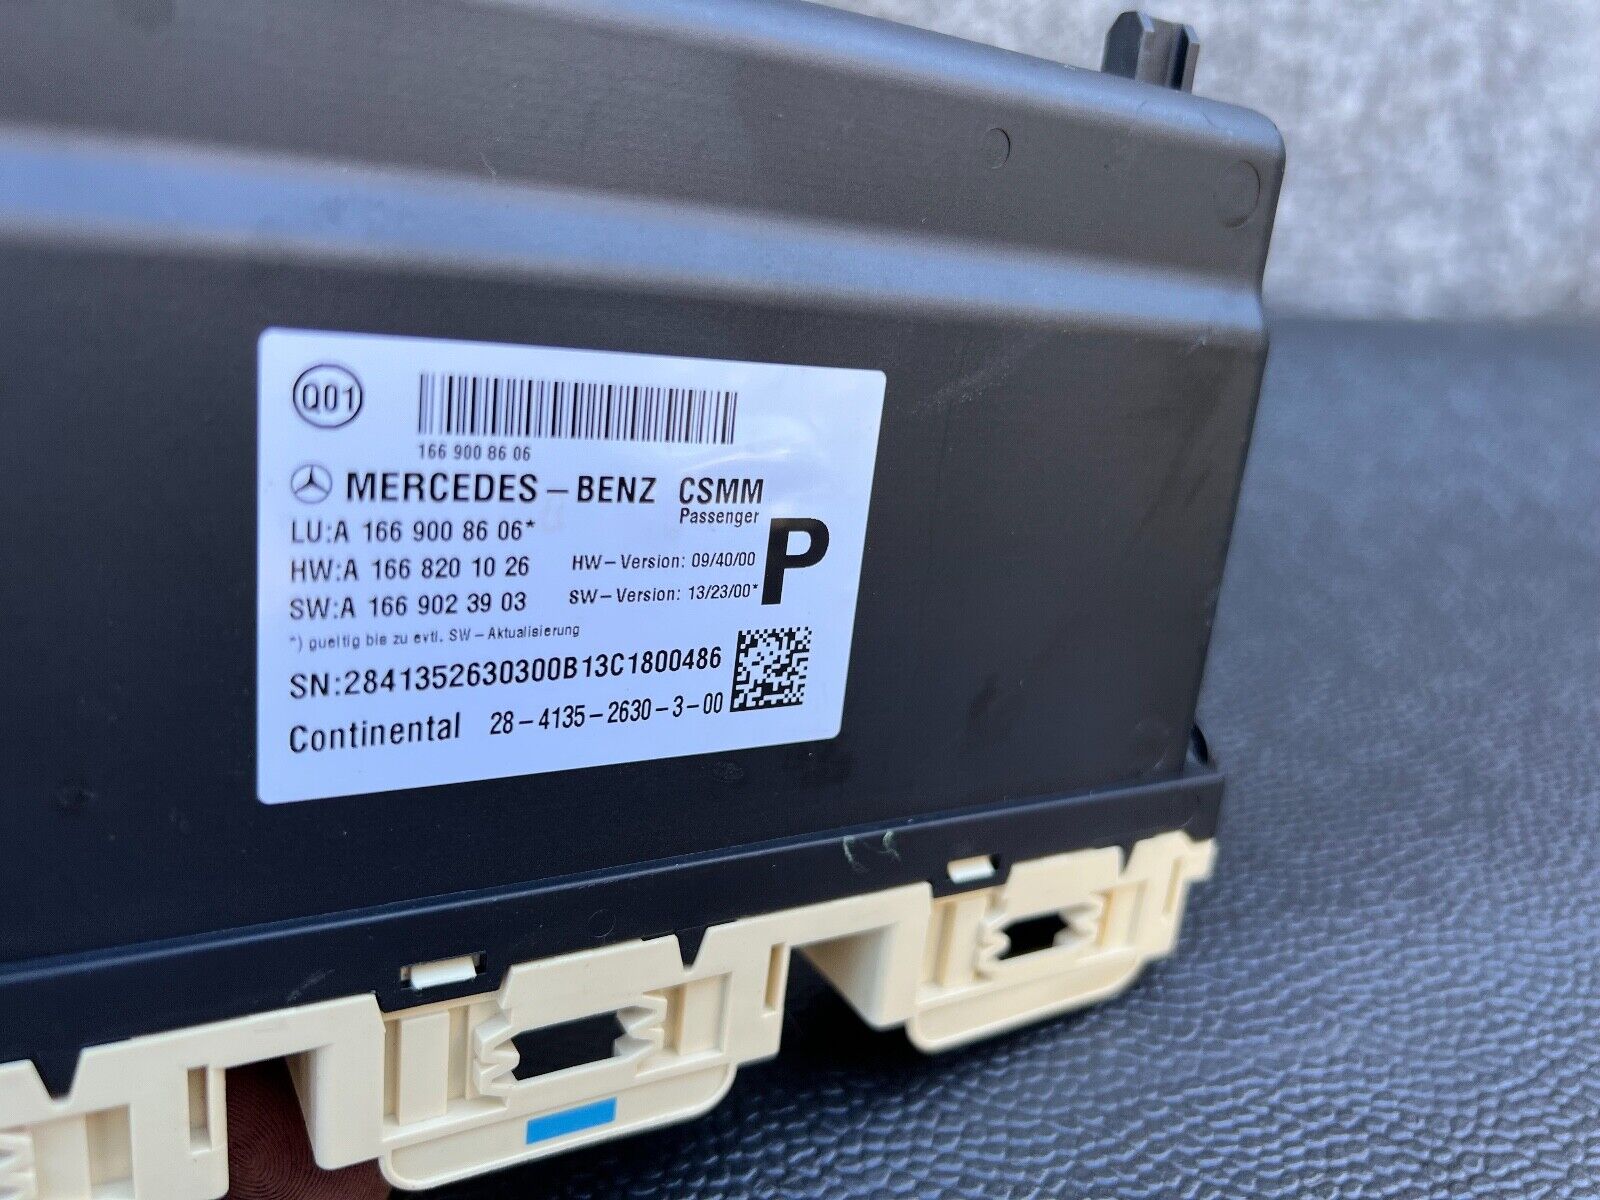 Q01
166 900 86 06
MERCEDES-BENZ CSMM
Passenger
P
LU:A 166 900 86 06*
HW:A 166 820 10 26 HW-Version: 09/40/00
SW:A 166 902 39 03 SW-Version: 13/23/00*
*) gueltig bis zu evtl. SW-Aktualisierung
SN:2841352630300B13C1800486
Continental 28-4135-2630-3-00